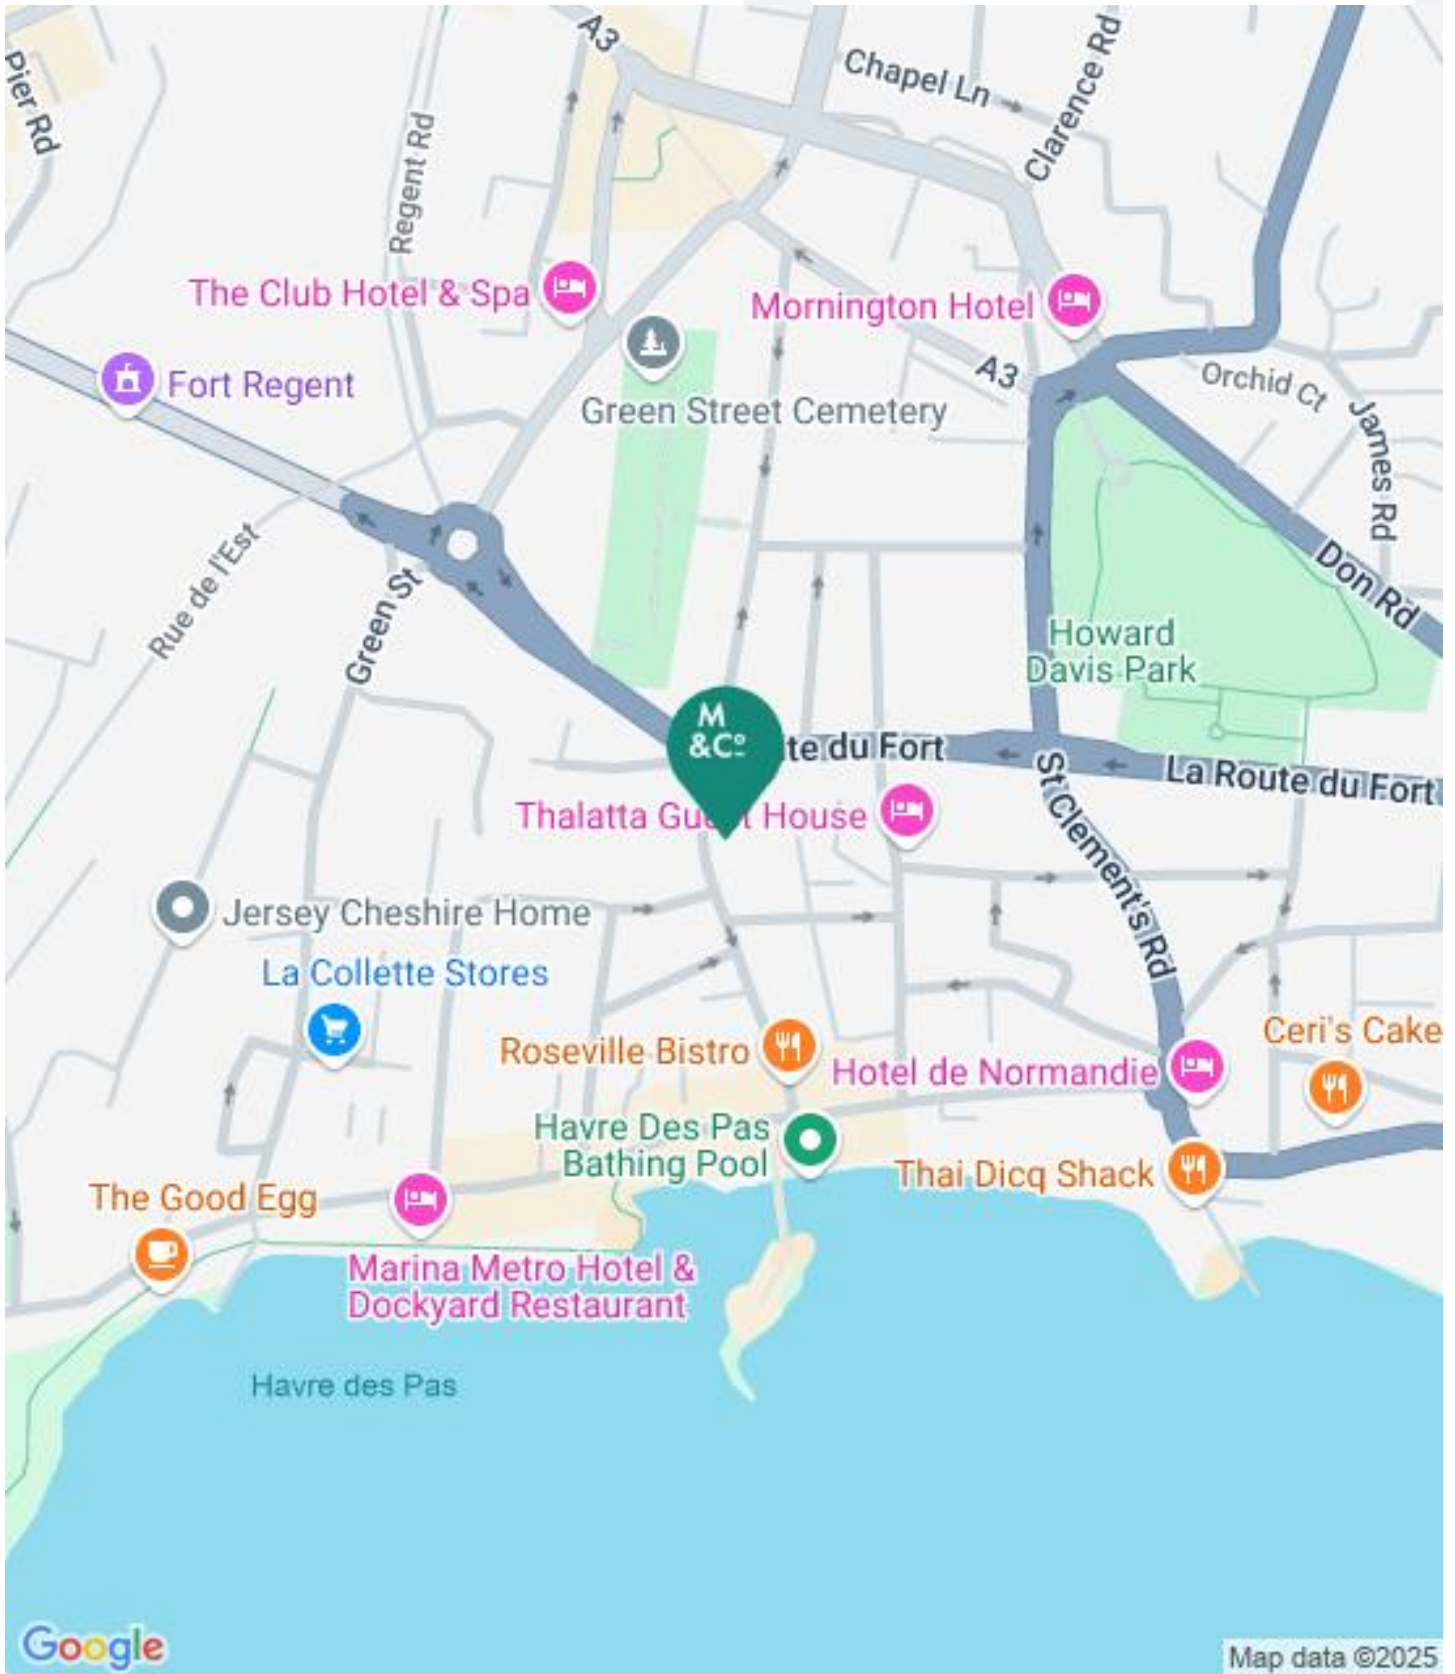 A3
Pier Rd
Chapel Ln
Clarence Rd
Regent Rd
The Club Hotel & Spa
Mornington Hotel
Fort Regent
A3
Orchid Ct
Green Street Cemetery
James Rd
Rue de l'Est
Green St
Don Rd
Howard
Davis Park
M
&Cº
te du Fort
La Route du Fort
St Clement's Rd
Thalatta Gu t House
Jersey Cheshire Home
La Collette Stores
Roseville Bistro
Ceri's Cake
Hotel de Normandie
Havre Des Pas
Bathing Pool
Thai Dicq Shack
The Good Egg
Marina Metro Hotel &
Dockyard Restaurant
Havre des Pas
Google
Map data ©2025